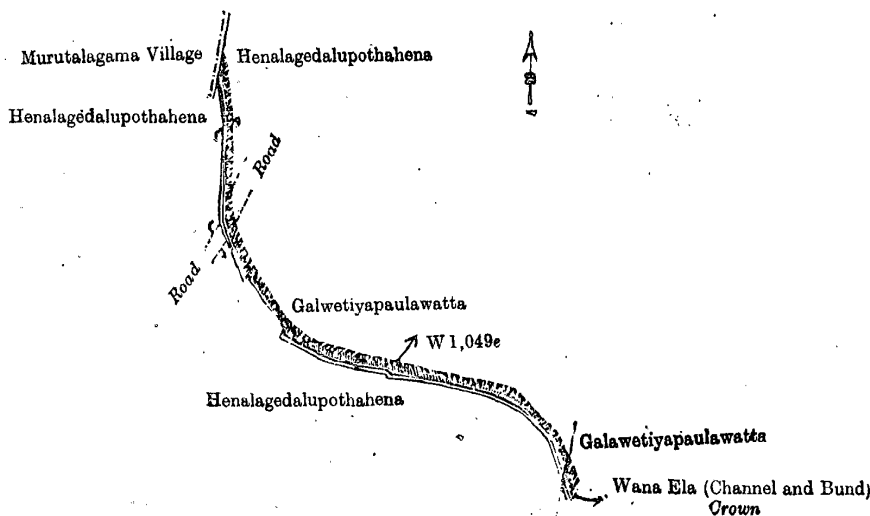 Murutalagama Village
Henalagedalupothahena
Henalagedalupothahena
Road
Road
Galwetiyapaulawatta
W 1,049e
Henalagedalupothahena
Galawetiyapaulawatta
Wana Ela (Channel and Bund)
Crown